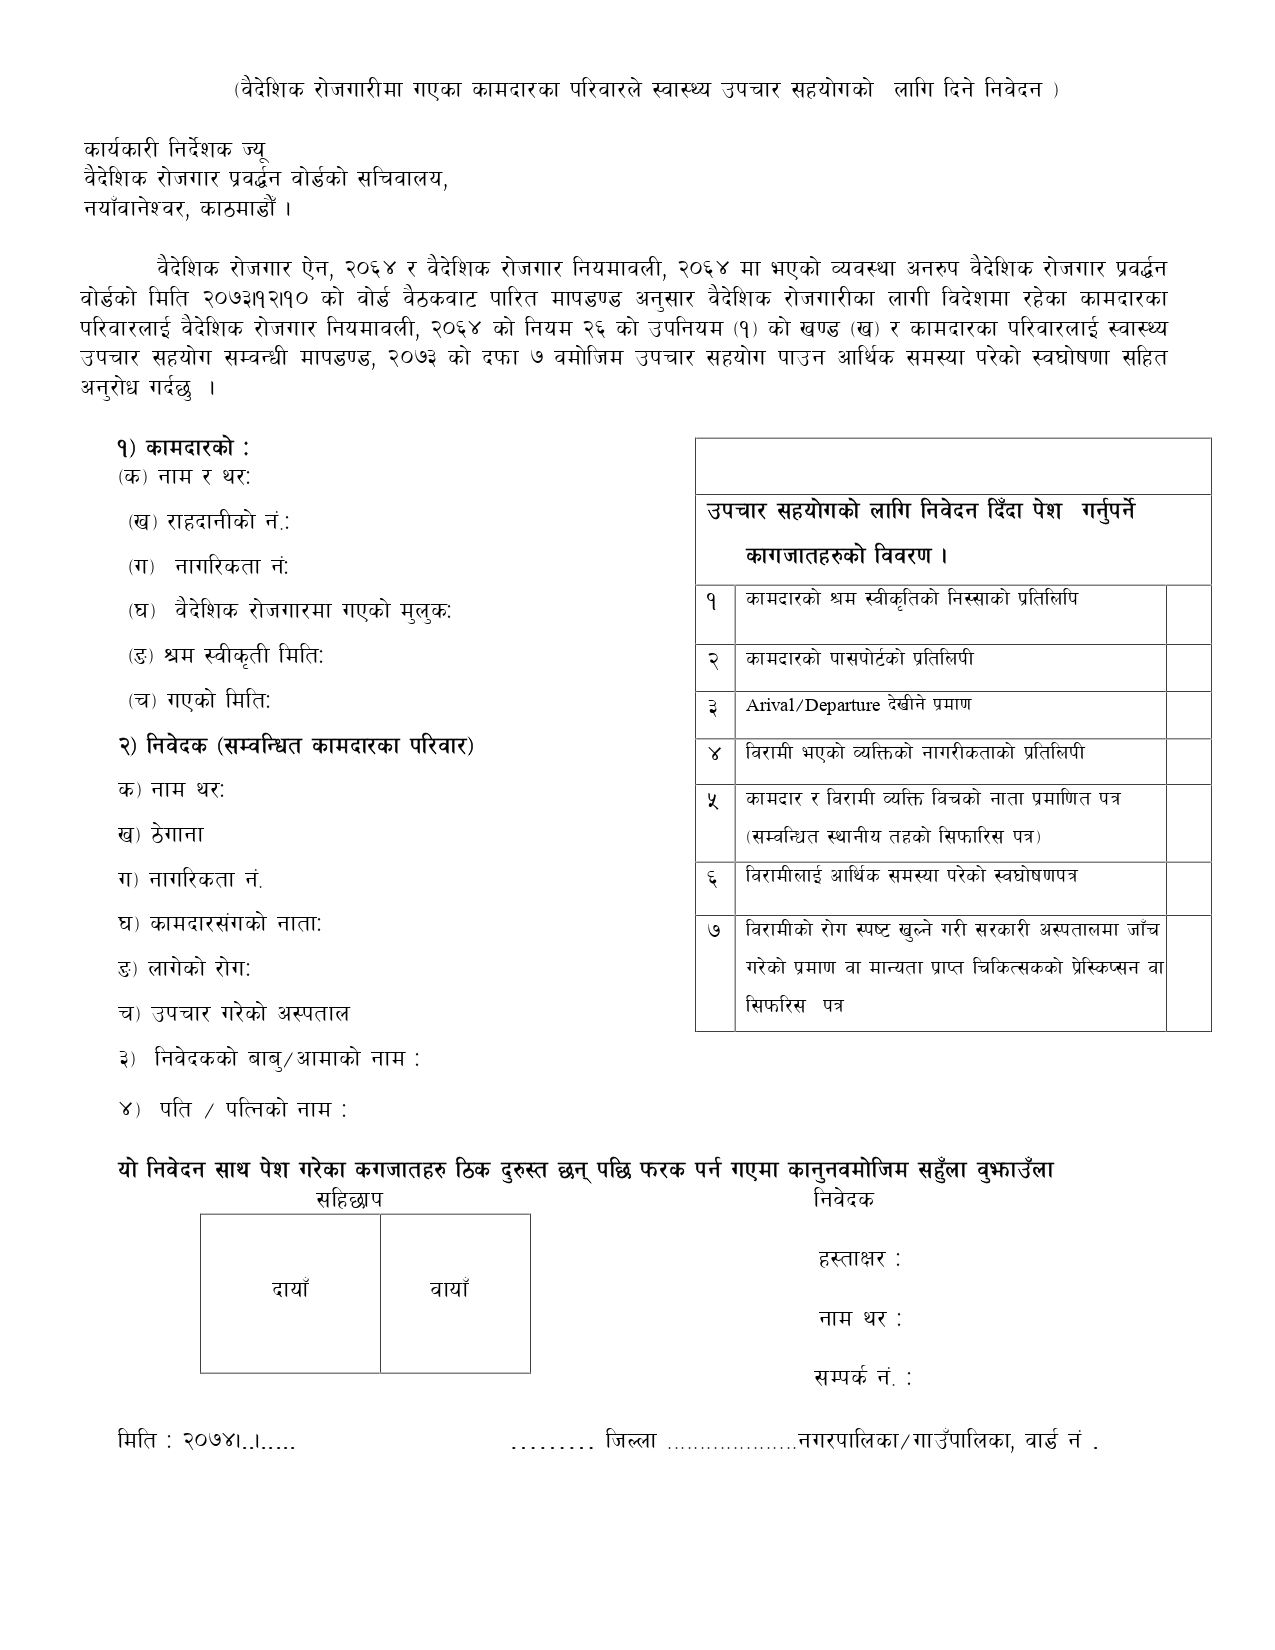 (वैदेशिक रोजगारीमा गएका कामदारका परिवारले स्वास्थ्य उपचार सहयोगको लागि दिने निवेदन )
कार्यकारी निर्देशक ज्यू
वैदेशिक रोजगार प्रवर्द्धन वोर्डको सचिवालय,
नयाँवानेश्वर, काठमाडौँ ।
वैदेशिक रोजगार ऐन, २०६४ र वैदेशिक रोजगार नियमावली, २०६४ मा भएको व्यवस्था अनरुप वैदेशिक रोजगार प्रवर्द्धन
वोर्डको मिति २०७३।१२।१० को वोर्ड वैठकवाट पारित मापडण्ड अनुसार वैदेशिक रोजगारीका लागी विदेशमा रहेका कामदारका
परिवारलाई वैदेशिक रोजगार नियमावली, २०६४ को नियम २६ को उपनियम (१) को खण्ड (ख) र कामदारका परिवारलाई स्वास्थ्य
उपचार सहयोग सम्वन्धी मापडण्ड, २०७३ को दफा ७ वमोजिम उपचार सहयोग पाउन आर्थिक समस्या परेको स्वघोषणा सहित
अनुरोध गर्दछु ।
१) कामदारको :
(क) नाम र थर:
(ख) राहदानीको नं.:
(ग) नागरिकता नं:
(घ) वैदेशिक रोजगारमा गएको मुलुक:
(ङ) श्रम स्वीकृती मिति:
(च) गएको मिति:
२) निवेदक (सम्वन्धित कामदारका परिवार)
क) नाम थर:
ख) ठेगाना
ग) नागरिकता नं.
घ) कामदारसंगको नाता:
ङ) लागेको रोग:
च) उपचार गरेको अस्पताल
३) निवेदकको बाबु/आमाको नाम :
४) पति / पत्निको नाम :
उपचार सहयोगको लागि निवेदन दिँदा पेश गर्नुपर्ने
कागजातहरुको विवरण ।
१ कामदारको श्रम स्वीकृतिको निस्साको प्रतिलिपि
२ कामदारको पासपोर्टको प्रतिलिपी
३ Arival/Departure देखीने प्रमाण
४ विरामी भएको व्यक्तिको नागरीकताको प्रतिलिपी
५ कामदार र विरामी व्यक्ति विचको नाता प्रमाणित पत्र
(सम्वन्धित स्थानीय तहको सिफारिस पत्र)
६ विरामीलाई आर्थिक समस्या परेको स्वघोषणपत्र
७ विरामीको रोग स्पष्ट खुल्ने गरी सरकारी अस्पतालमा जाँच
गरेको प्रमाण वा मान्यता प्राप्त चिकित्सकको प्रेस्किप्सन वा
सिफरिस पत्र
यो निवेदन साथ पेश गरेका कगजातहरु ठिक दुरुस्त छन् पछि फरक पर्न गएमा कानुनवमोजिम सहुँला वुझाउँला
सहिछाप निवेदक
दायाँ वायाँ
हस्ताक्षर :
नाम थर :
सम्पर्क नं. :
मिति : २०७४।..।..... ......... जिल्ला ....................नगरपालिका/गाउँपालिका, वार्ड नं .